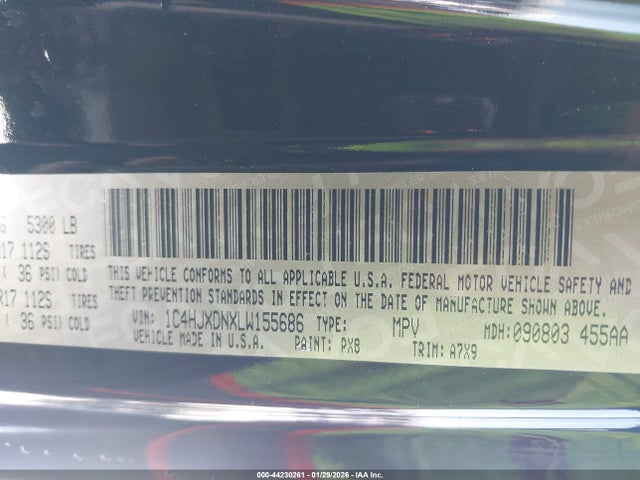 5300 LB
R17 112S TIRES
( 36 PSI) COLD
R17 112S TIRES
( 36 PSI) COLD
THIS VEHICLE CONFORMS TO ALL APPLICABLE U.S.A. FEDERAL MOTOR VEHICLE SAFETY AND
THEFT PREVENTION STANDARDS IN EFFECT ON THE DATE OF MANUFACTURE SHOWN ABOVE.
VIN: 1C4HJXDNXLW155686 TYPE: MPV MDH:090803 455AA
VEHICLE MADE IN U.S.A. PAINT: PX8 TRIM: A7X9
000-44230261 - 01/29/2026 - IAA Inc.